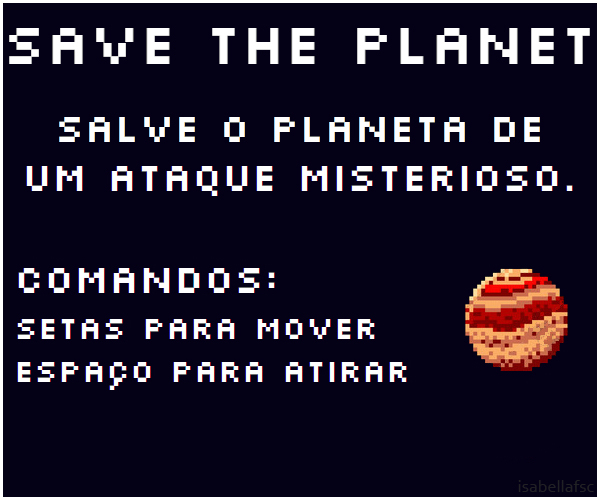 SAVE THE PLANET
SALVE O PLANETA DE
UM ATAQUE MISTERIOSO.
COMANDOS:
SETAS PARA MOVER
ESPAÇO PARA ATIRAR
isabellafsc